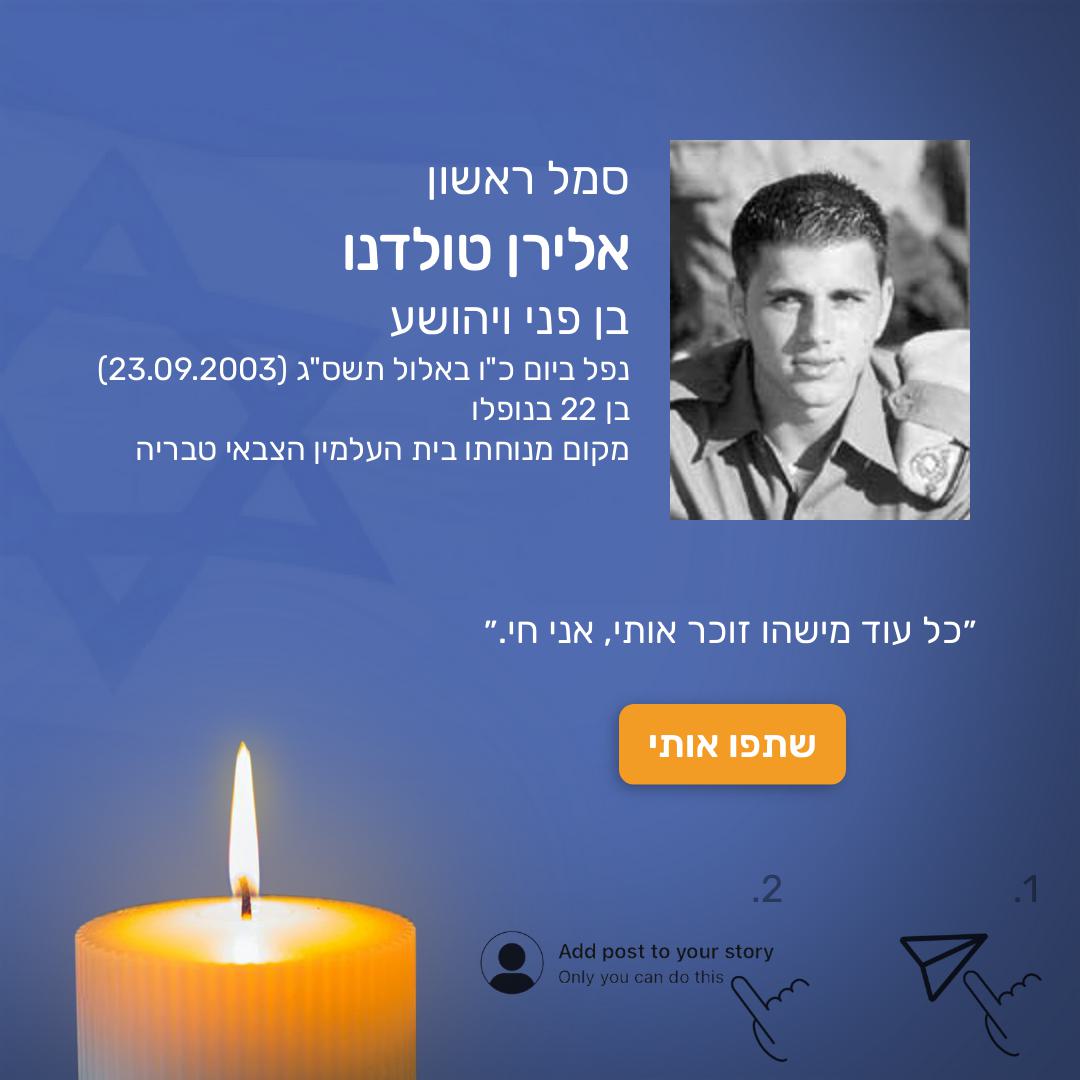 סמל ראשון
אלירן טולדנו
בן פני ויהושע
נפל ביום כ"ו באלול תשס"ג (23.09.2003)
בן 22 בנופלו
מקום מנוחתו בית העלמין הצבאי טבריה
״כל עוד מישהו זוכר אותי, אני חי.״
שתפו אותי
1.
2.
Add post to your story
Only you can do this